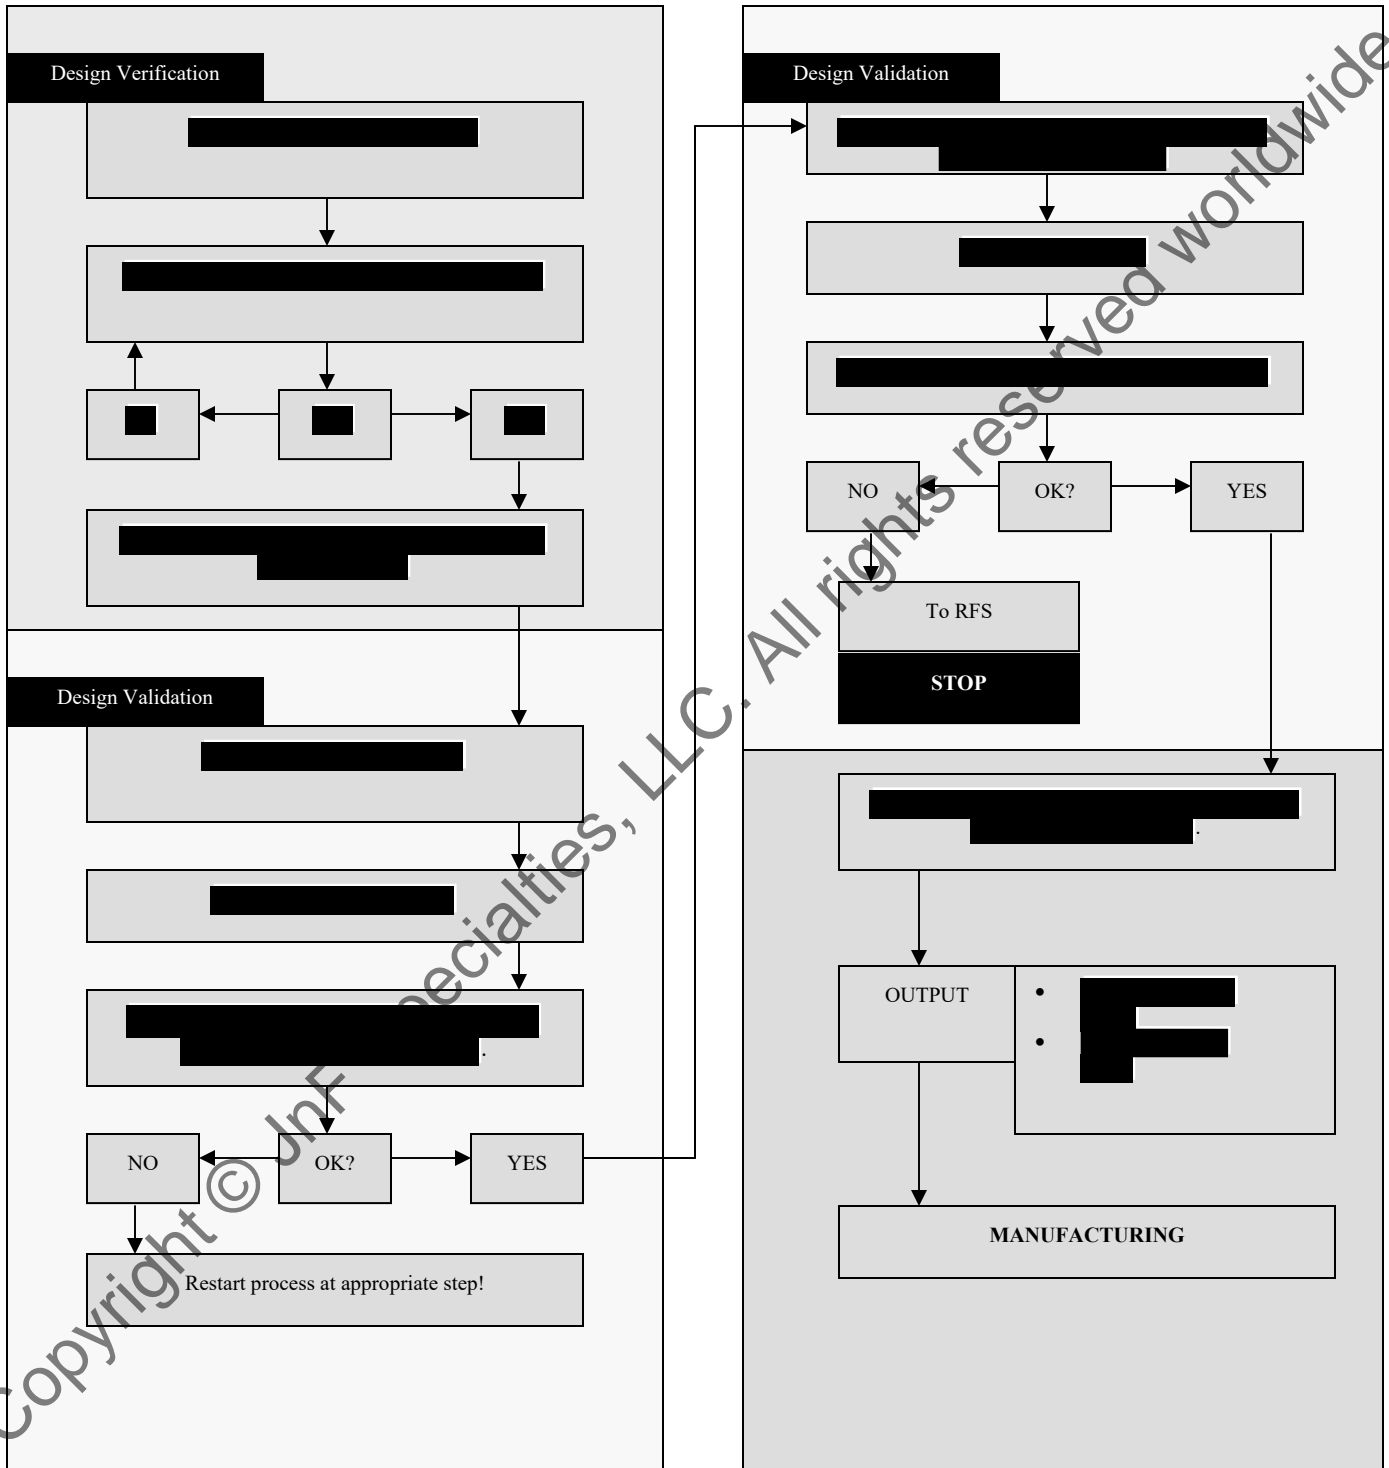 Design Verification
Design Validation
NO
OK?
YES
Restart process at appropriate step!
Design Validation
NO
OK?
YES
To RFS
STOP
OUTPUT
MANUFACTURING
Copyright © JnF Specialties, LLC. All rights reserved worldwide